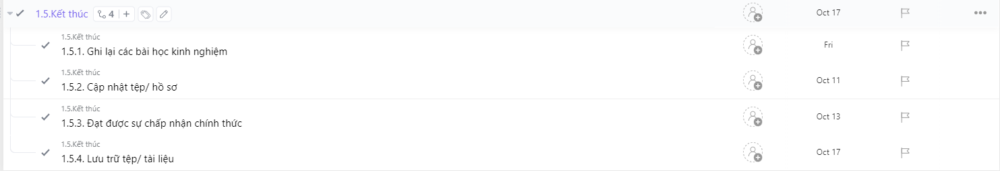 1.5.Kết thúc 4 + Oct 17
1.5.Kết thúc
1.5.1. Ghi lại các bài học kinh nghiệm Fri
1.5.Kết thúc
1.5.2. Cập nhật tệp/ hồ sơ Oct 11
1.5.Kết thúc
1.5.3. Đạt được sự chấp nhận chính thức Oct 13
1.5.Kết thúc
1.5.4. Lưu trữ tệp/ tài liệu Oct 17